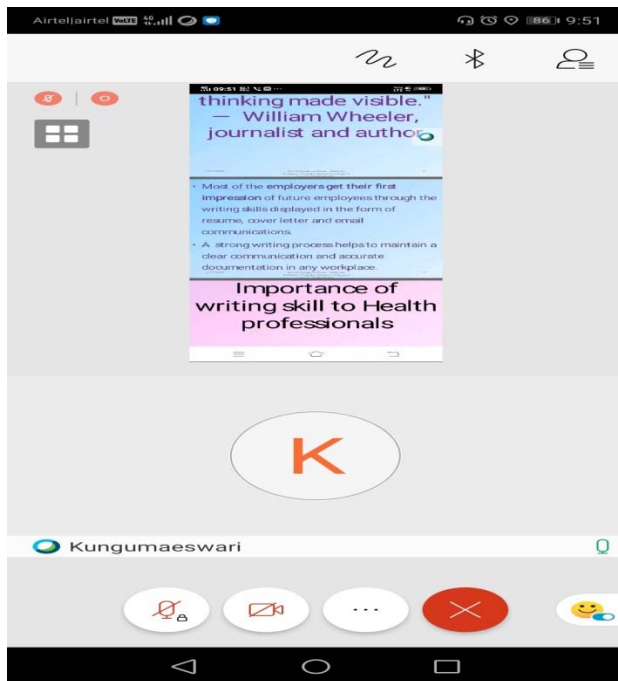 Airtel|airtel VoLTE 4G 86 9:51
09:51
thinking made visible."
— William Wheeler,
journalist and author
• Most of the employers get their first
impression of future employees through the
writing skills displayed in the form of
resume, cover letter and email
communications.
• A strong writing process helps to maintain a
clear communication and accurate
documentation in any workplace.
Importance of
writing skill to Health
professionals
K
Kungumaeswari